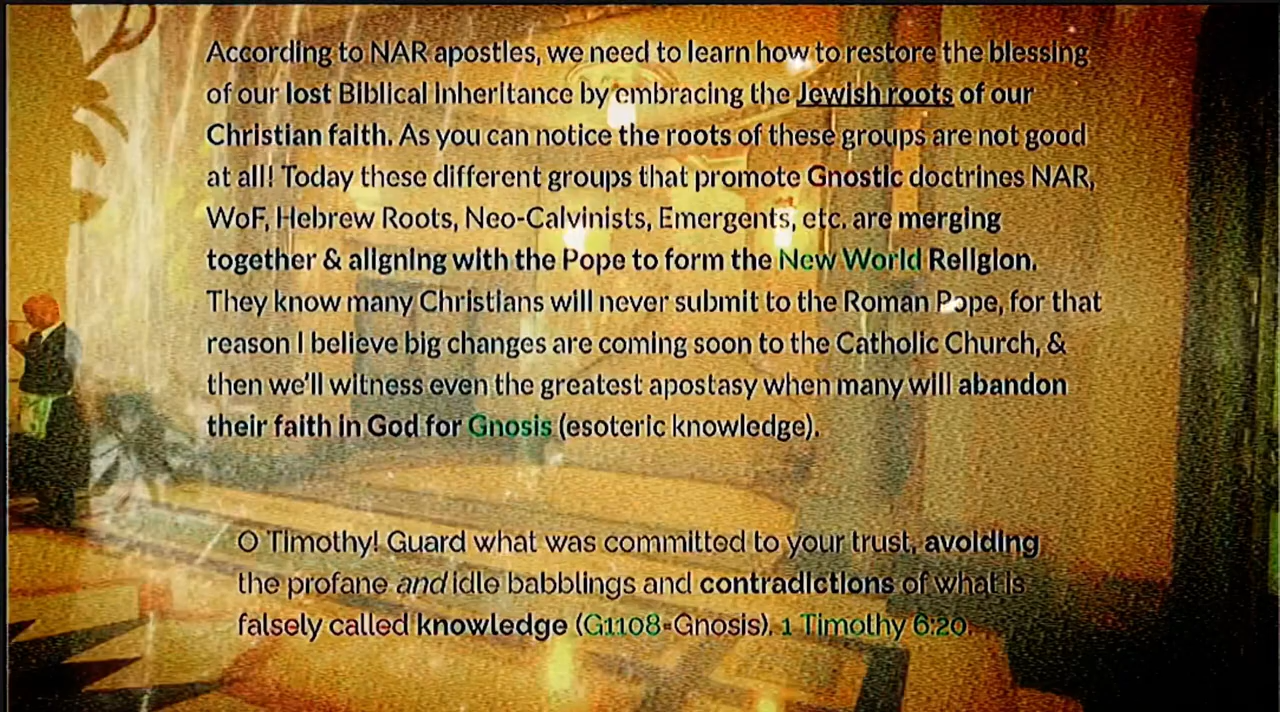 According to NAR apostles, we need to learn how to restore the blessing
of our lost Biblical inheritance by embracing the Jewish roots of our
Christian faith. As you can notice the roots of these groups are not good
at all! Today these different groups that promote Gnostic doctrines NAR,
WoF, Hebrew Roots, Neo-Calvinists, Emergents, etc. are merging
together & aligning with the Pope to form the New World Religion.
They know many Christians will never submit to the Roman Pope, for that
reason I believe big changes are coming soon to the Catholic Church, &
then we'll witness even the greatest apostasy when many will abandon
their faith in God for Gnosis (esoteric knowledge).
O Timothy! Guard what was committed to your trust, avoiding
the profane and idle babblings and contradictions of what is
falsely called knowledge (G1108=Gnosis). 1 Timothy 6:20